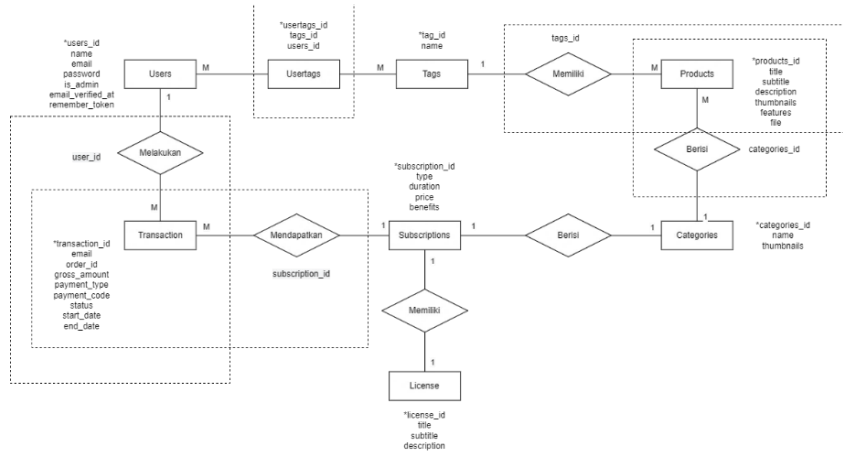 *usertags_id
tags_id
users_id
*users_id
name
email
password
is_admin
email_verified_at
remember_token
*tag_id
name
tags_id
*products_id
title
subtitle
description
thumbnails
features
file
Users
M
Usertags
M
Tags
1
Memiliki
M
Products
1
M
user_id
Melakukan
Berisi
categories_id
*subscription_id
type
duration
price
benefits
M
1
Transaction
M
Mendapatkan
1
Subscriptions
1
Berisi
1
Categories
*categories_id
name
thumbnails
*transaction_id
email
order_id
gross_amount
payment_type
payment_code
status
start_date
end_date
subscription_id
1
Memiliki
1
License
*license_id
title
subtitle
description